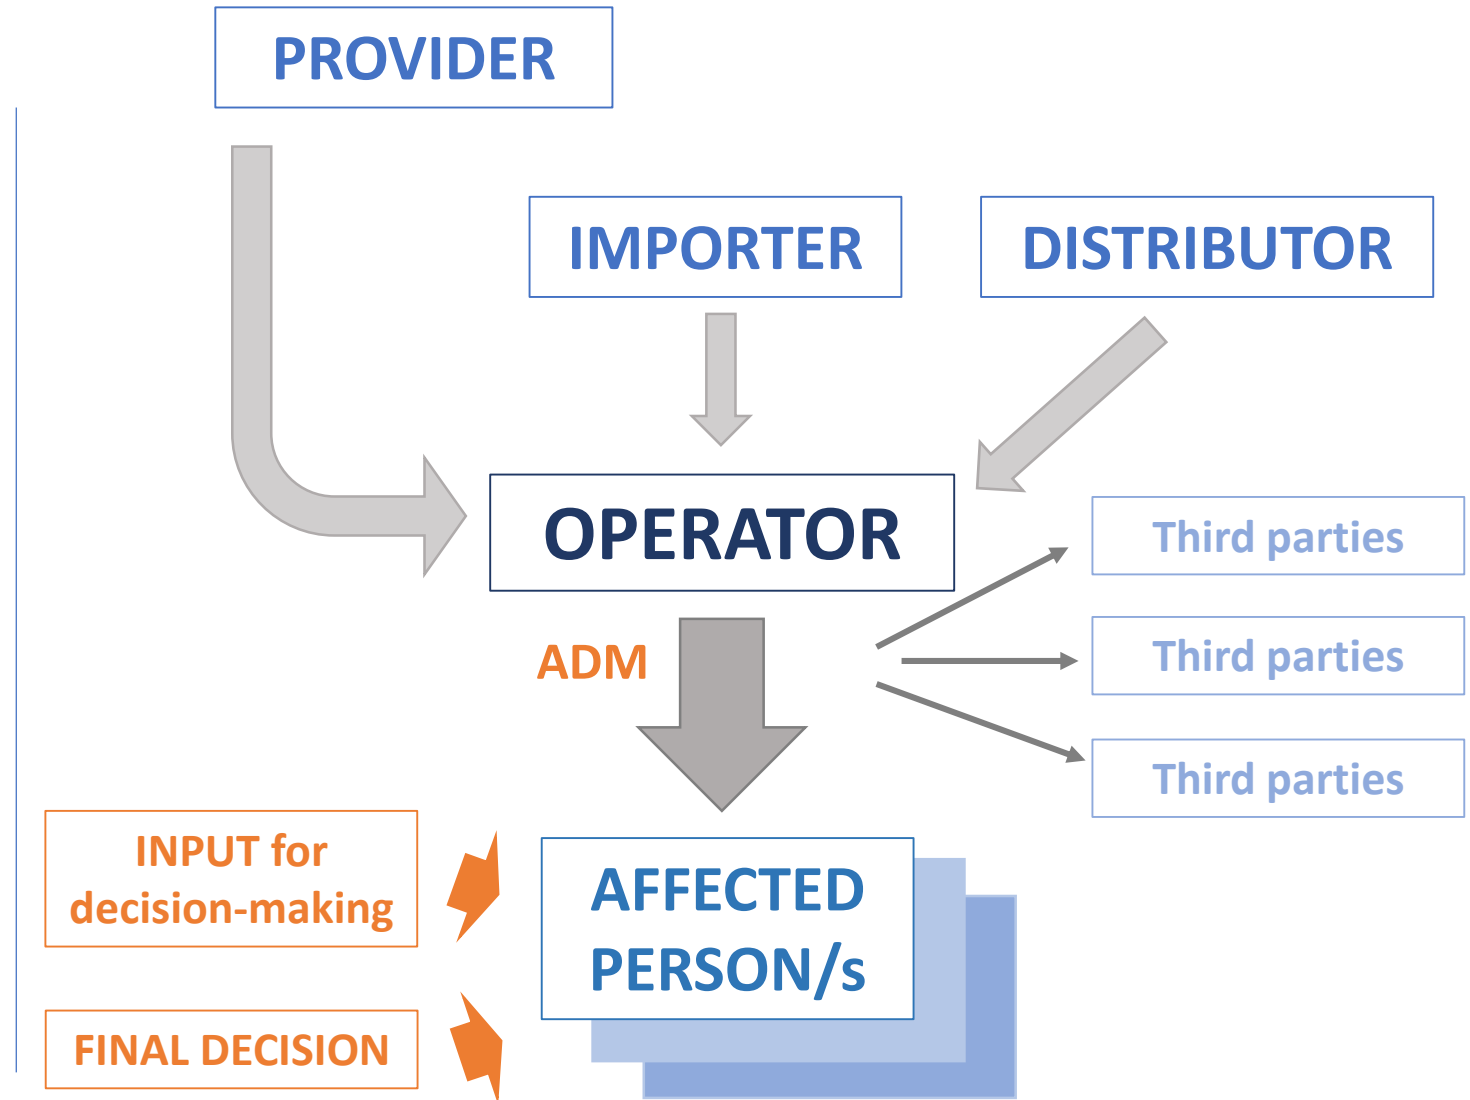 PROVIDER
IMPORTER
DISTRIBUTOR
OPERATOR
Third parties
ADM
Third parties
Third parties
INPUT for
decision-making
AFFECTED
PERSON/s
FINAL DECISION